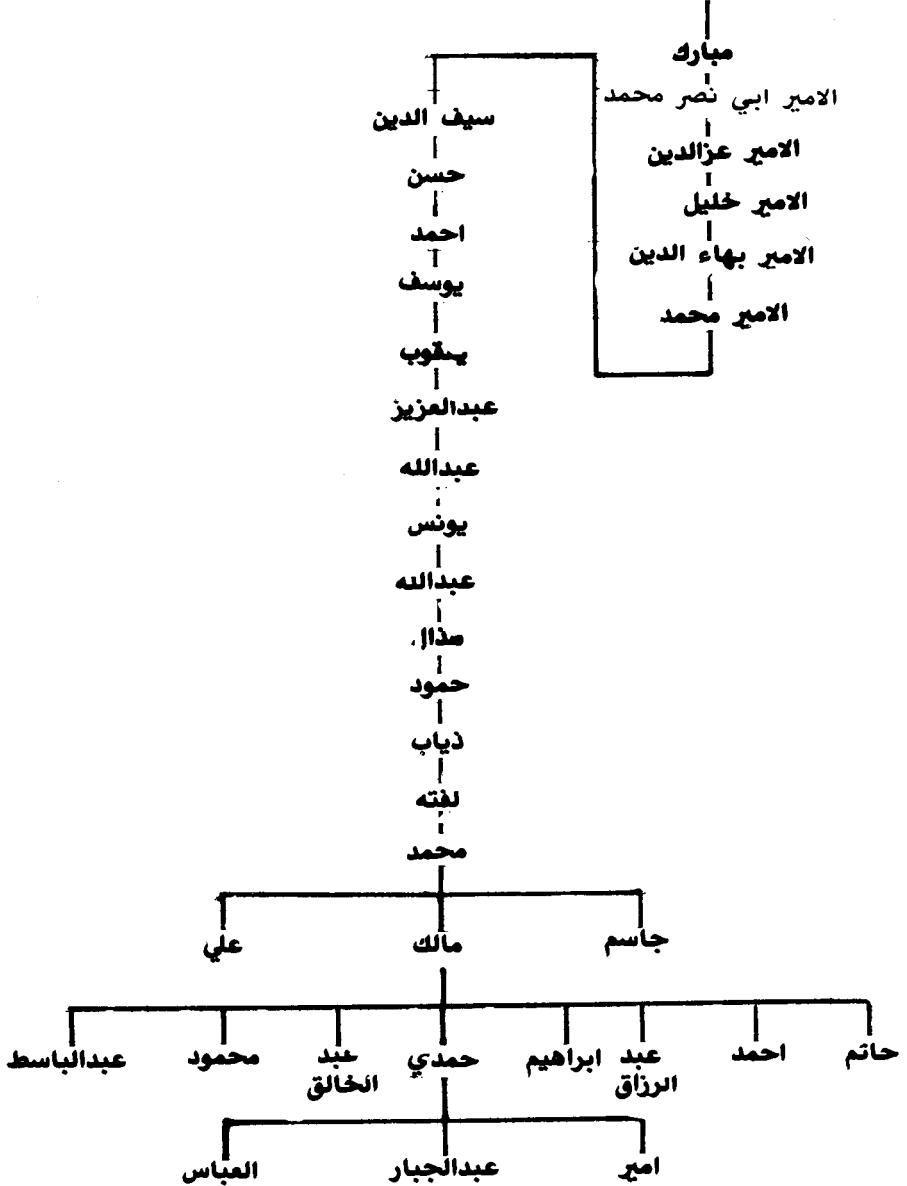 مبارك
الامير ابي نصر محمد
الامير عزالدين
الامير خليل
الامير بهاء الدين
الامير محمد
سيف الدين
حسن
احمد
يوسف
يعقوب
عبدالعزيز
عبدالله
يونس
عبدالله
حمود
ذياب
لفته
محمد
جاسم
مالك
علي
حاتم
احمد
عبد
الرزاق
ابراهيم
حمدي
عبد
الخالق
محمود
عبدالباسط
امير
عبدالجبار
العباس